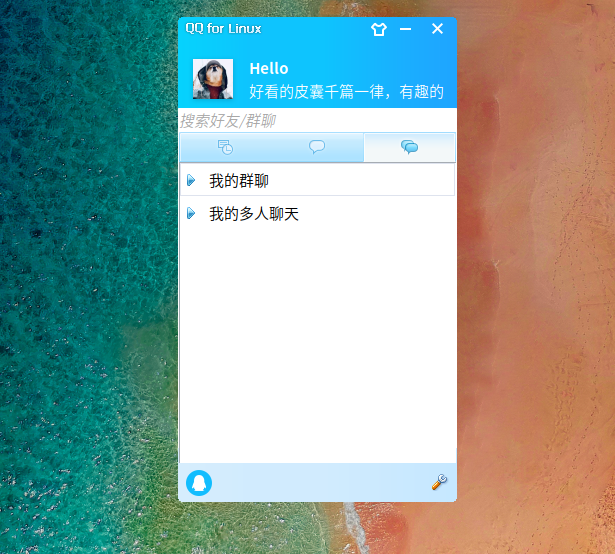 QQ for Linux
Hello
好看的皮囊千篇一律，有趣的
搜索好友/群聊
我的群聊
我的多人聊天